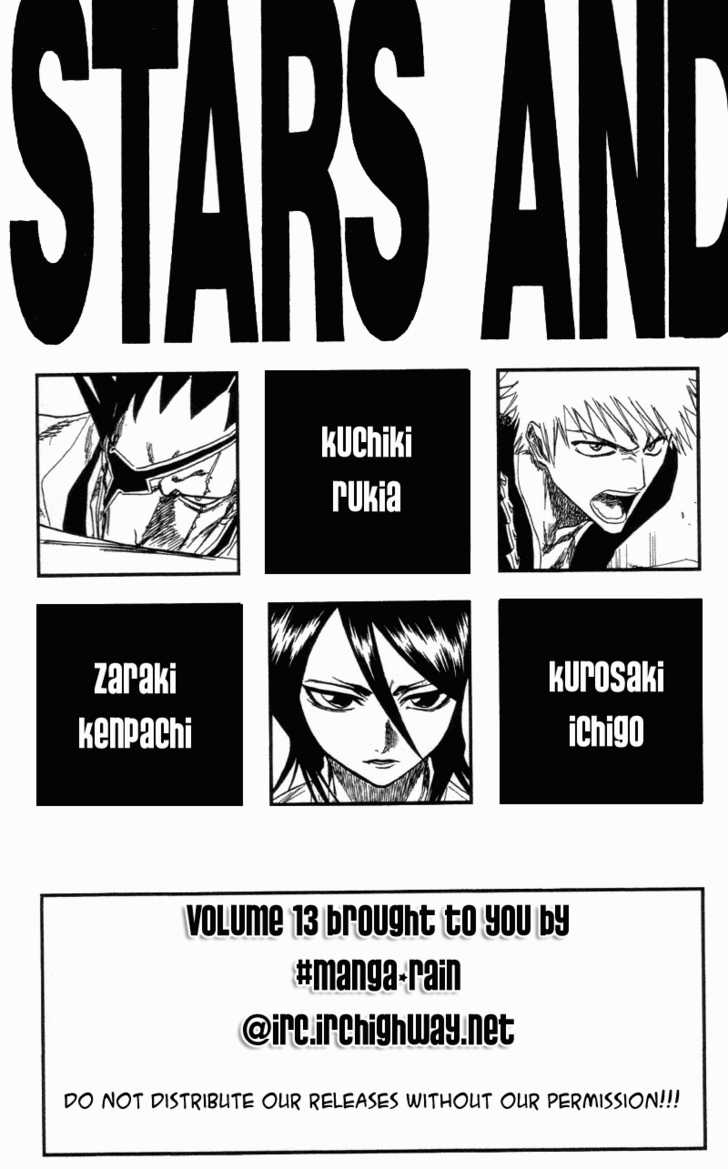 STARS AND
KUCHIKI
RUKIA
ZARAKI
KENPACHI
KUROSAKI
ICHIGO
VOLUME 13 BROUGHT TO YOU BY
#MANGA★RAIN
@IRC.IRCHIGHWAY.NET
DO NOT DISTRIBUTE OUR RELEASES WITHOUT OUR PERMISSION!!!